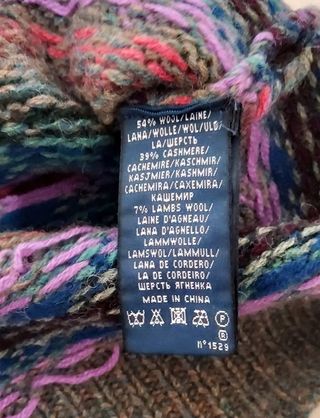 54% WOOL/LAINE/
LANA/WOLLE/WOL/ULD/
LA/ШЕРСТЬ
39% CASHMERE/
CACHEMIRE/KASCHMIR/
KASJMIER/KASHMIR/
CACHEMIRA/CAXEMIRA/
КАШЕМИР
7% LAMBS WOOL/
LAINE D'AGNEAU/
LANA D'AGNELLO/
LAMMWOLLE/
LAMSWOL/LAMMULL/
LANA DE CORDERO/
LA DE CORDEIRO/
ШЕРСТЬ ЯГНЕНКА
MADE IN CHINA
P
n°1529